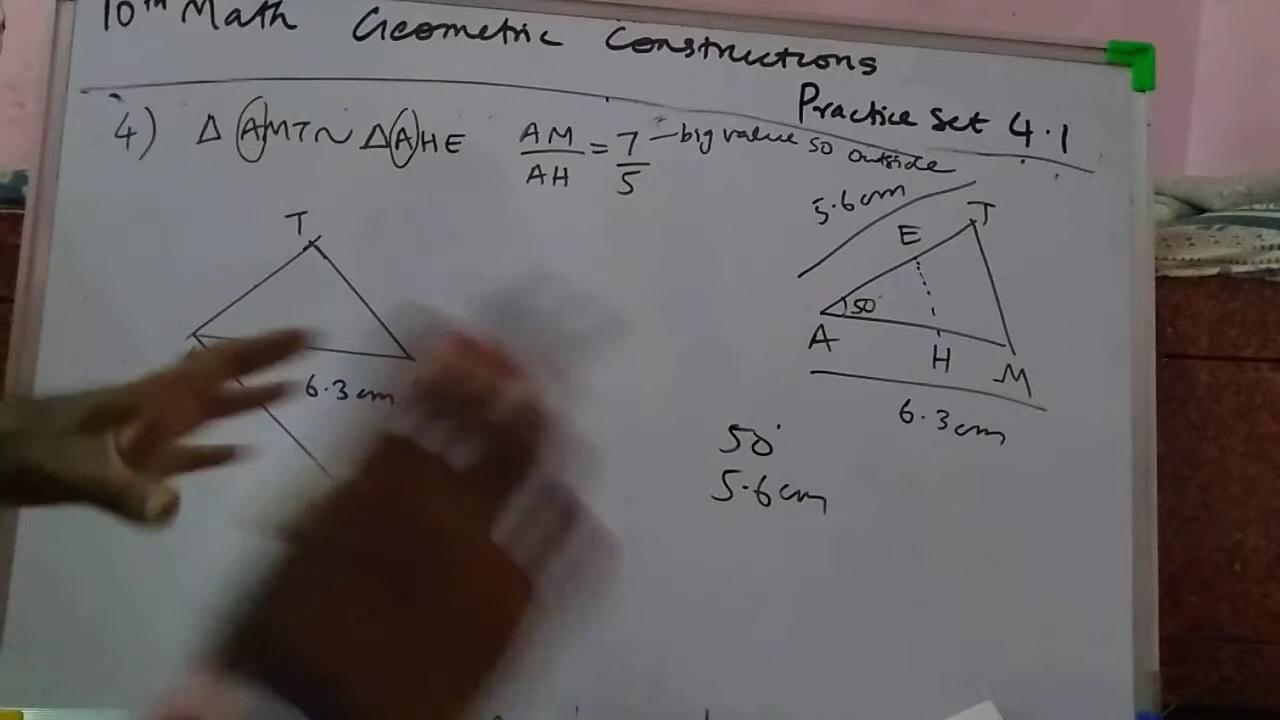 10th Math Geometric Constructions
Practice Set 4.1
4) Δ AMT ~ Δ AHE AM/AH = 7/5 — big value so outside
T
6.3 cm
5.6 cm
T
E
50°
A
H
M
6.3 cm
50°
5.6 cm